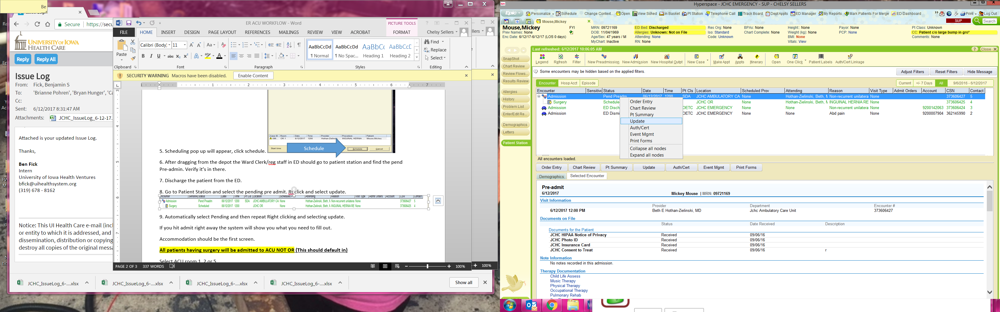 Be
Secure https://secu
UNIVERSITY OF IOWA
HEALTH CARE
Reply Reply All
Issue Log
From: Fick, Benjamin S
To: 'Brianne Pohren', 'Bryan Hunger', 'Ca
Cc:
Sent: 6/12/2017 8:31:47 AM
Attachments: JCHC_IssueLog_6-12-17.
Attached is your updated Issue Log.
Thanks,
Ben Fick
Intern
University of Iowa Health Ventures
bfick@uihealthsystem.org
(319) 678 - 8162
Notice: This UI Health Care e-mail (incl
or entity to which it is addressed, and
dissemination, distribution or copying
destroy all copies of the original messa
JCHC_IssueLog_6-....xlsx JCHC_IssueLog_6-....xlsx JCHC_IssueLog_6-....xlsx JCHC_IssueLog_6-....xlsx Show all
ER ACU WORKFLOW - Word
PICTURE TOOLS
FILE HOME INSERT DESIGN PAGE LAYOUT REFERENCES MAILINGS REVIEW VIEW ACROBAT FORMAT Chelsy Sellers
Paste
Calibri (Body) 11
AaBbCcDd AaBbCcDd AaBbCc AaBbCcD
¶ Normal ¶ No Spac... Heading 1 Heading 2
Find
Replace
Select
Clipboard Font Paragraph Styles Editing
SECURITY WARNING Macros have been disabled. Enable Content
Case ID Room Date Time Provider Procedure Patient
586... OR 1 6/12/2017 1200 Hothan-Zielinski, INGUINAL HERNIA ... Mouse,Mickey
Start time: Schedule Schedule Cancel
5. Scheduling pop up will appear, click schedule.
6. After dragging from the depot the Ward Clerk/reg staff in ED should go to patient station and find the pend
Pre-admin. Verify it's in there.
7. Discharge the patient from the ED.
8. Go to Patient Station and select the pending pre admit. Rt click and select update.
Encounter Sensitive Status Date Time Pt Cls Location Scheduled Prov Attending Reason Visit Type Admit Orders Account CSN Contact
Admission Pend Preadm 06/12/2017 1200 SDA JCHC AMBULATORY CA None Hothan-Zielinski, Beth, M Non-recurrent unilatera None 373606427 5
Surgery Scheduled 06/12/2017 1200 JCHC OR None Hothan-Zielinski, Beth, M INGUINAL HERNIA RE None 373606425 4
9. Automatically select Pending and then repeat Right clicking and selecting update.
If you hit admit right away the system will show you what you need to fill out.
Accommodation should be the first screen.
All patients having surgery will be admitted to ACU NOT OR (This should default in)
Select ACU room 1, 2 or 5
PAGE 2 OF 3 337 WORDS 100%
llers
100%
Hyperspace - JCHC EMERGENCY - SUP - CHELSY SELLERS
Epic Personalize Schedule Change Context... Open View Sched In Basket Pt Station Telephone Call Track Board Dept Appts ED Manager My Reports Mark Patients For Merge ED Dashboard Print Log Out
Mouse,Mickey
SUP Search
Mouse,Mickey
Prev Names: None
Enc Date: 6/12/17-6/12/17 (LOS 0 days)
FYI
MRN: 09721169
DOB: 11/04/1969
Age/Sex: 47 years / M
MyChart: Inactive
ED Bed: Discharged
Allergies: Unknown: Not on File
Attending: None
RN: None
Res Org: None
Iso: Standard
Code: Unknown
BPAs: None
Chart Complete: None
Height:: None
Weight (kg): None
BMI: None
Vitals: View
Payor: None
PCP: None
Pt Class: Unknown
CC: Patient c/o large bump in gro*
Comments: None
Last refreshed: 6/12/2017 10:06:05 AM
Close
SnapShot
Chart Review
Review Flows...
Results Review
Allergies
History
Problem List
Enter/Edit Re...
Demographics
Letters
Patient Station
Legend Refresh Filter New Preadmission New Admission New Hospital Outpt New Case Make Appt Appts Itinerary Open One Click Patient Labels Auth/Cert Linkage
Some encounters may be hidden based on the applied filters.
Adjust Filters Reset Filters Hide Message
Encounter Hosp Acct Episode
Current +/- 7 Days All 9/6/2016 - 6/12/2017
Encounter Sensitive Status Date Time Pt Cls Location Scheduled Prov Attending Reason Visit Type Admit Orders Account CSN Contact
Admission Pend Preadm 06/12/2017 1200 SDA JCHC AMBULATORY CA None Hothan-Zielinski, Beth, M Non-recurrent unilatera None 373606427 5
Surgery Schedule JCHC OR None Hothan-Zielinski, Beth, M INGUINAL HERNIA RE None 373606425 4
Admission ED Disch OETC JCHC EMERGENCY None None Non-recurrent unilatera None 9200142063 373606424 3
Admission ED Dismi OETC JCHC EMERGENCY None None Abd pain None 9200007904 362145990 2
Order Entry
Chart Review
Pt Summary
Update
Auth/Cert
Event Mgmt
Print Forms
Collapse all nodes
Expand all nodes
All encounters loaded.
Order Entry Chart Review Pt Summary Update Auth/Cert Event Mgmt Print Forms
Demographics Selected Encounter
Pre-admit
6/12/2017 Mickey Mouse | MRN: 09721169
Visit Information
Provider Department Encounter #
6/12/2017 12:00 PM Beth E Hothan-Zielinski, MD Jchc Ambulatory Care Unit 373606427
Documents on File
Status Date Received Description
Documents for the Patient
JCHC HIPAA Notice of Privacy Received 09/06/16
JCHC Photo ID Received 09/06/16
JCHC Insurance Card Received 09/06/16
JCHC Consent to Treat Received 09/06/16 r
Note Information
No notes recorded in this admission.
Therapy Documentation
Child Life Assess
Music Therapy
Physical Therapy
Occupational Therapy
Pulmonary Rehab